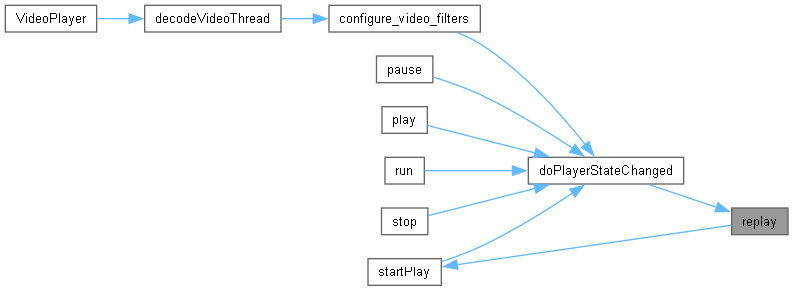 VideoPlayer
decodeVideoThread
configure_video_filters
pause
play
run
doPlayerStateChanged
stop
replay
startPlay